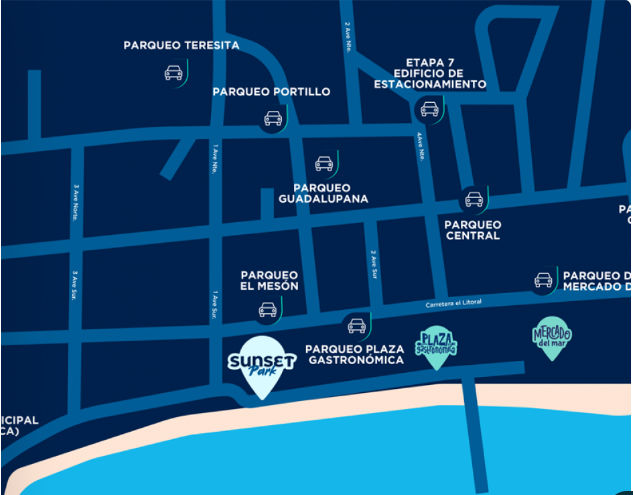 PARQUEO TERESITA
2 Ave Nte.
ETAPA 7
EDIFICIO DE
ESTACIONAMIENTO
PARQUEO PORTILLO
1 Ave Nte.
4Ave Nte.
PARQUEO
GUADALUPANA
3 Ave Norte.
PARQUEO
CENTRAL
PA
3 Ave Sur.
1 Ave Sur.
2 Ave Sur
PARQUEO
EL MESÓN
PARQUEO D
MERCADO D
Carretera el Litoral
PARQUEO PLAZA
GASTRONÓMICA
SUNSET
Park
PLAZA
gastronómica
MERCADO
del mar
ICIPAL
CA)